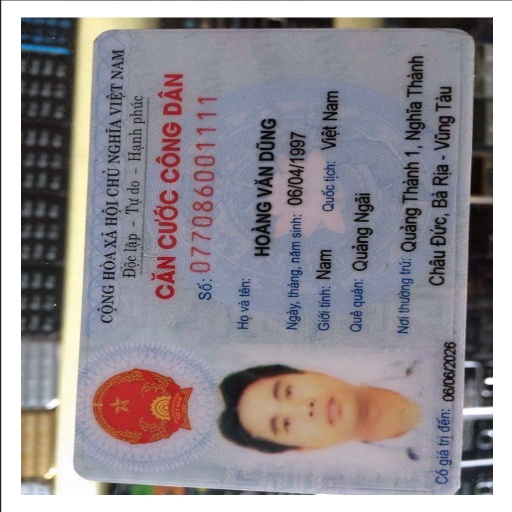 CỘNG HÒA XÃ HỘI CHỦ NGHĨA VIỆT NAM
Độc lập - Tự do - Hạnh phúc
CĂN CƯỚC CÔNG DÂN
Số: 077086001111
Họ và tên:
HOÀNG VĂN DŨNG
Ngày, tháng, năm sinh: 06/04/1997
Giới tính: Nam Quốc tịch: Việt Nam
Quê quán: Quảng Ngãi
Nơi thường trú: Quảng Thành 1, Nghĩa Thành
Châu Đức, Bà Rịa - Vũng Tàu
Có giá trị đến: 06/06/2026